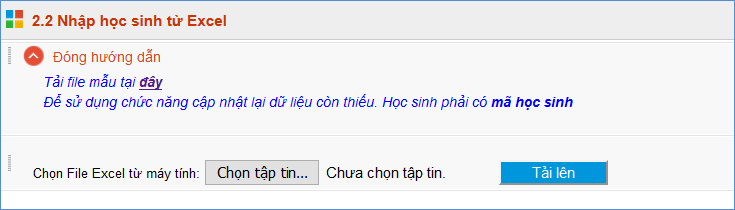 2.2 Nhập học sinh từ Excel
Đóng hướng dẫn
Tải file mẫu tại đây
Để sử dụng chức năng cập nhật lại dữ liệu còn thiếu. Học sinh phải có mã học sinh
Chọn File Excel từ máy tính: Chọn tập tin... Chưa chọn tập tin. Tải lên